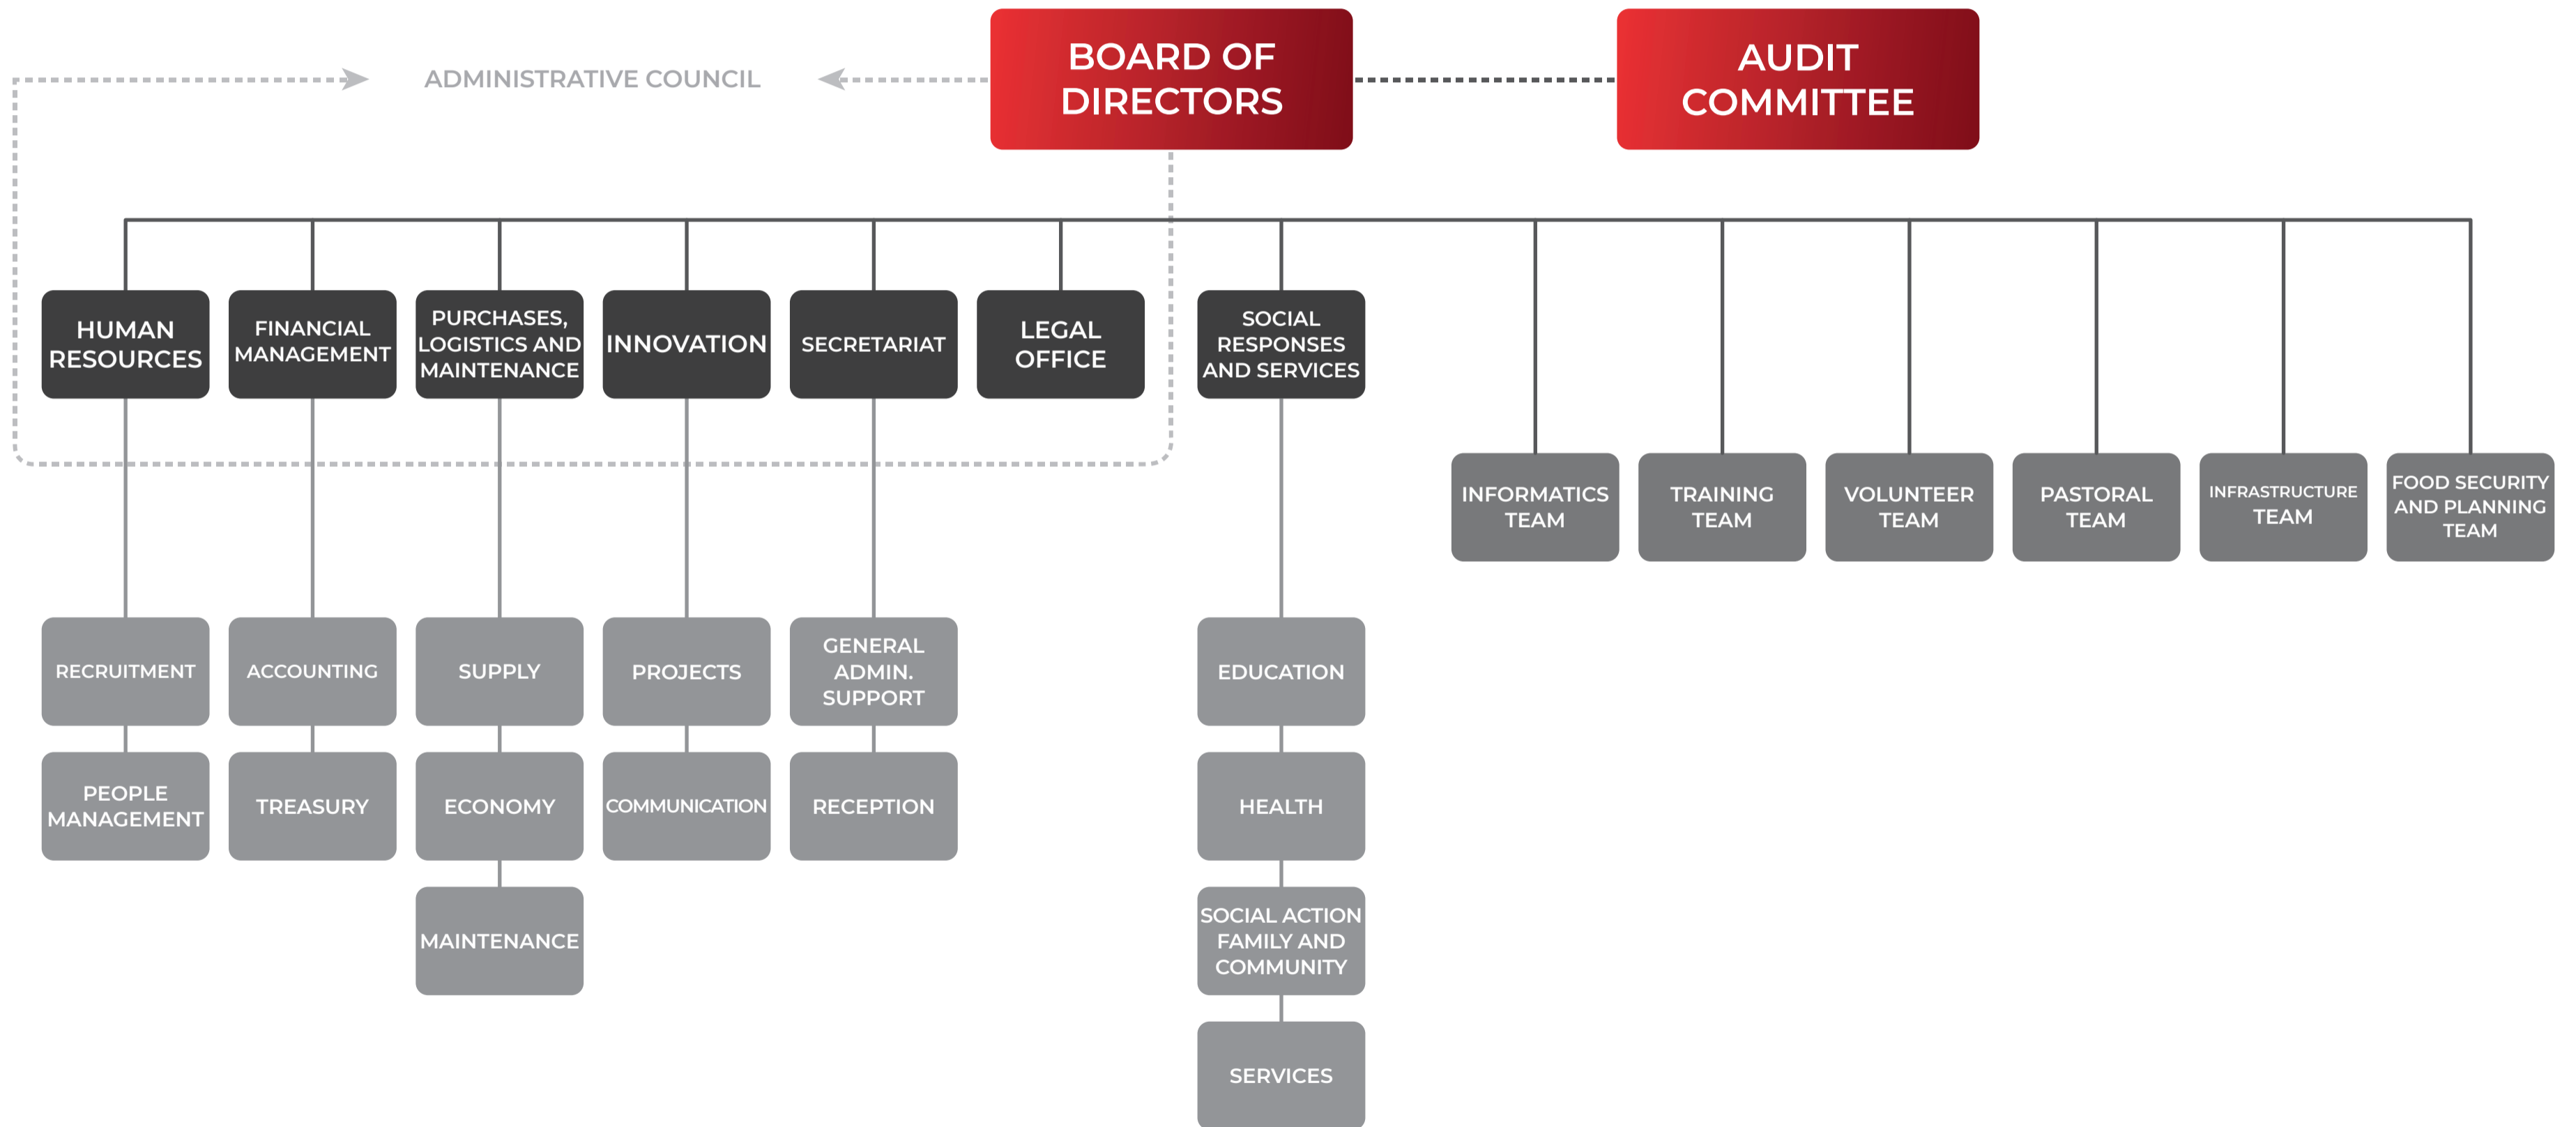 ADMINISTRATIVE COUNCIL
BOARD OF
DIRECTORS
AUDIT
COMMITTEE
HUMAN
RESOURCES
FINANCIAL
MANAGEMENT
PURCHASES,
LOGISTICS AND
MAINTENANCE
INNOVATION
SECRETARIAT
LEGAL
OFFICE
SOCIAL
RESPONSES
AND SERVICES
INFORMATICS
TEAM
TRAINING
TEAM
VOLUNTEER
TEAM
PASTORAL
TEAM
INFRASTRUCTURE
TEAM
FOOD SECURITY
AND PLANNING
TEAM
RECRUITMENT
ACCOUNTING
SUPPLY
PROJECTS
GENERAL
ADMIN.
SUPPORT
EDUCATION
PEOPLE
MANAGEMENT
TREASURY
ECONOMY
COMMUNICATION
RECEPTION
HEALTH
MAINTENANCE
SOCIAL ACTION
FAMILY AND
COMMUNITY
SERVICES